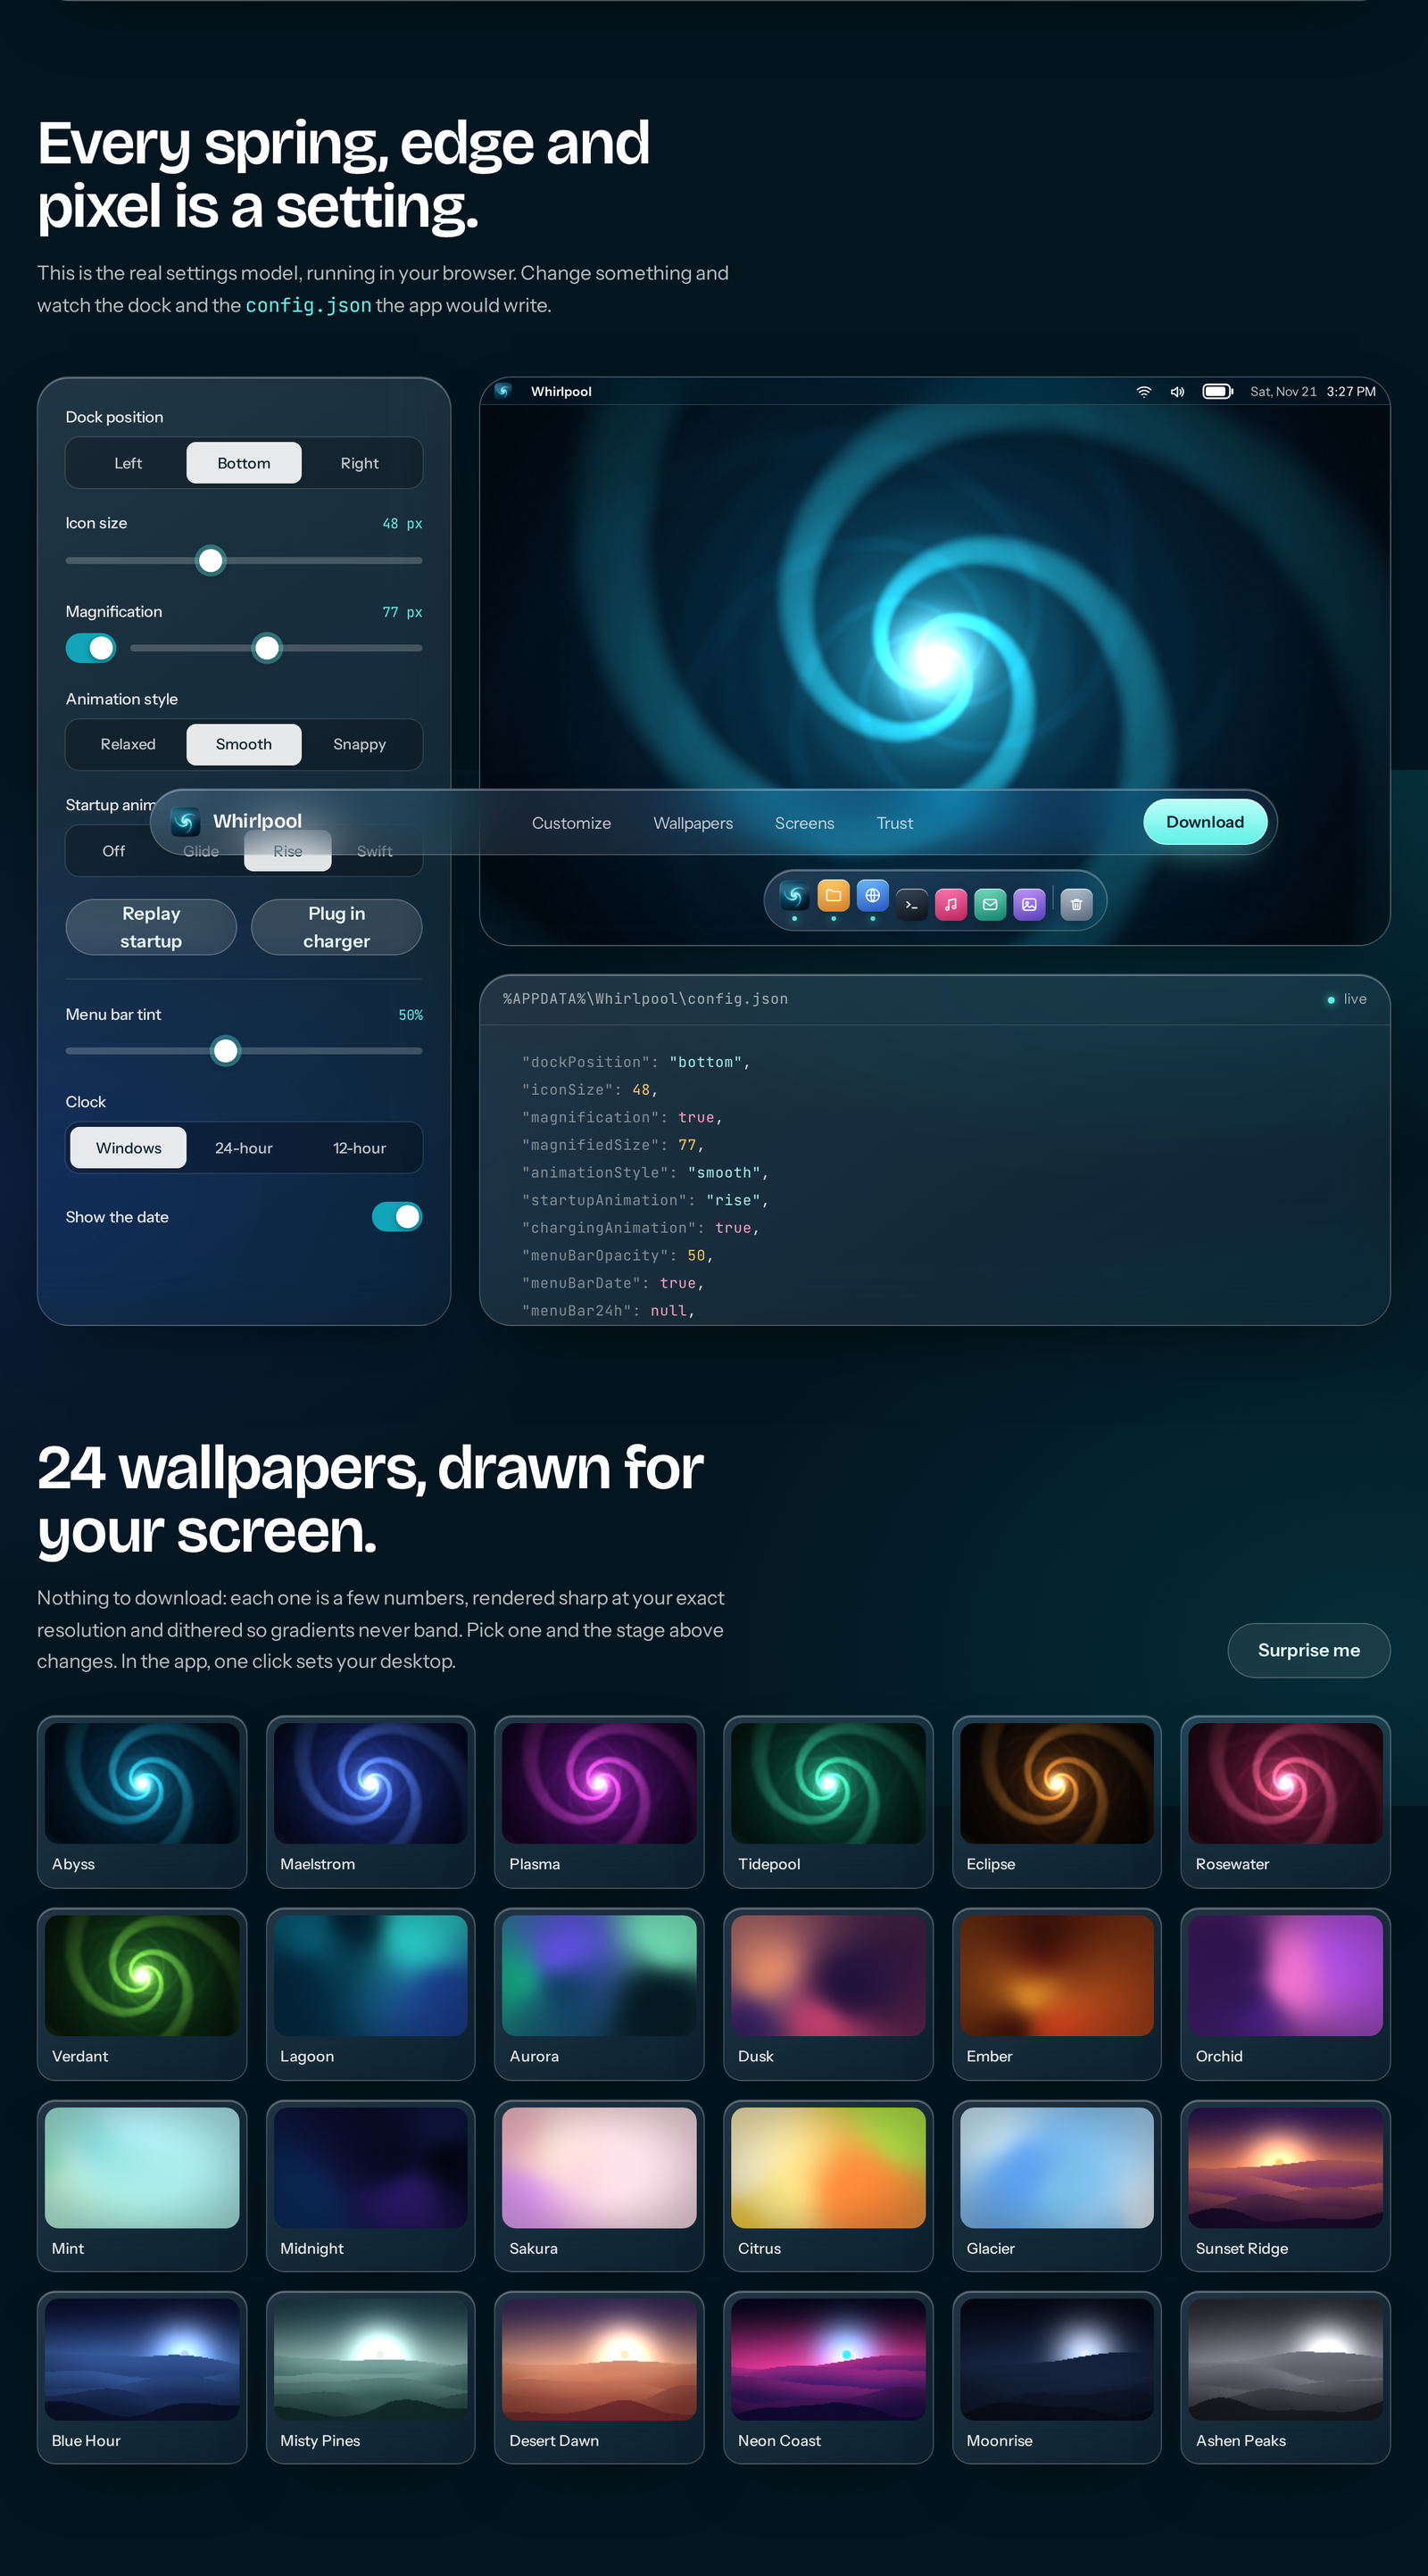 Every spring, edge and
pixel is a setting.
This is the real settings model, running in your browser. Change something and
watch the dock and the config.json the app would write.
Dock position
Left Bottom Right
Icon size 48 px
Magnification 77 px
Animation style
Relaxed Smooth Snappy
Startup anim
Off Glide Rise Swift
Replay
startup
Plug in
charger
Menu bar tint 50%
Clock
Windows 24-hour 12-hour
Show the date
Whirlpool Sat, Nov 21 3:27 PM
Whirlpool Customize Wallpapers Screens Trust Download
%APPDATA%\Whirlpool\config.json live
"dockPosition": "bottom",
"iconSize": 48,
"magnification": true,
"magnifiedSize": 77,
"animationStyle": "smooth",
"startupAnimation": "rise",
"chargingAnimation": true,
"menuBarOpacity": 50,
"menuBarDate": true,
"menuBar24h": null,
24 wallpapers, drawn for
your screen.
Nothing to download: each one is a few numbers, rendered sharp at your exact
resolution and dithered so gradients never band. Pick one and the stage above
changes. In the app, one click sets your desktop.
Surprise me
Abyss Maelstrom Plasma Tidepool Eclipse Rosewater
Verdant Lagoon Aurora Dusk Ember Orchid
Mint Midnight Sakura Citrus Glacier Sunset Ridge
Blue Hour Misty Pines Desert Dawn Neon Coast Moonrise Ashen Peaks